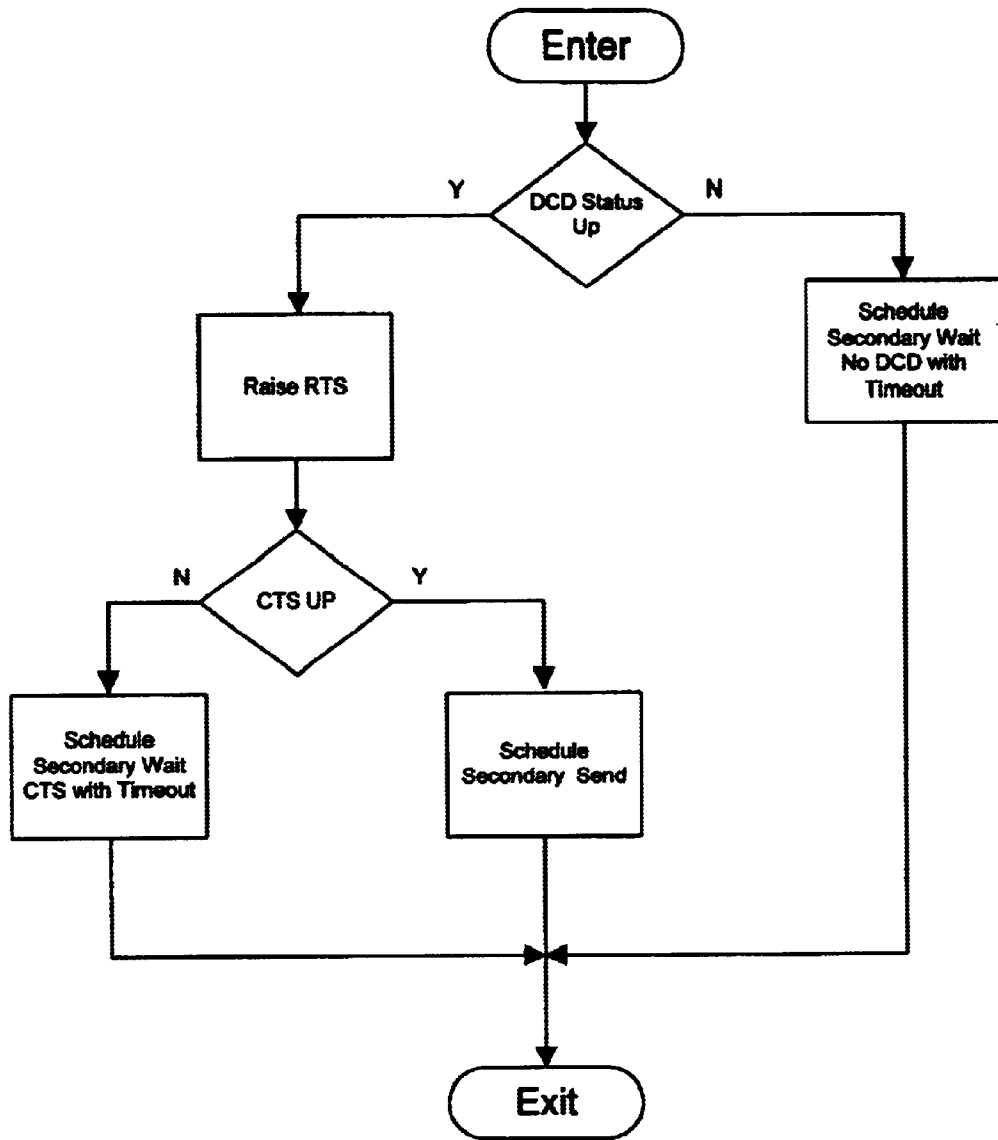 Enter
Y
DCD Status
Up
N
Schedule
Secondary Wait
No DCD with
Timeout
Raise RTS
N
CTS UP
Y
Schedule
Secondary Wait
CTS with Timeout
Schedule
Secondary Send
Exit